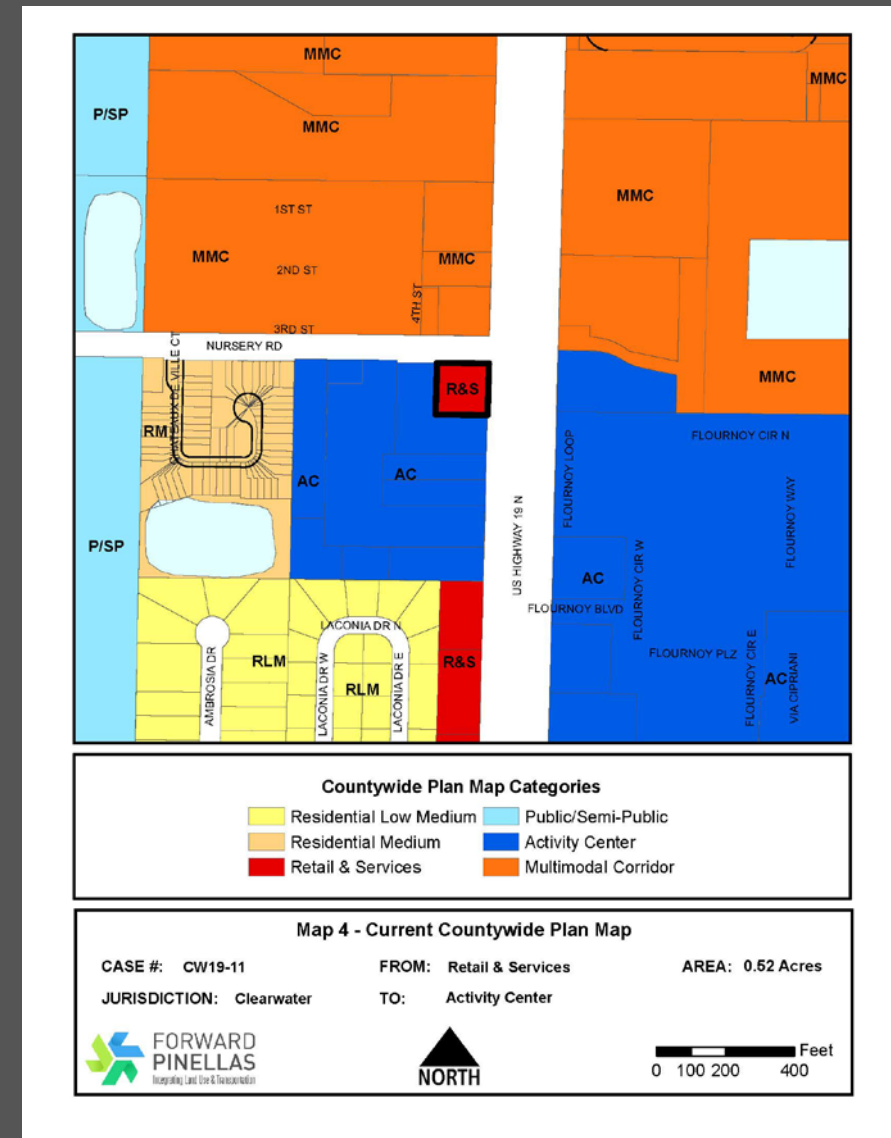 MMC
MMC
P/SP
MMC
MMC
1ST ST
MMC
2ND ST
MMC
4TH ST
3RD ST
NURSERY RD
MMC
CHATEAUX DE VILLE CT
R&S
RM
FLOURNOY CIR N
FLOURNOY LOOP
AC
AC
FLOURNOY WAY
US HIGHWAY 19 N
P/SP
AC
FLOURNOY CIR W
FLOURNOY BLVD
LACONIA DR N
RLM
R&S
FLOURNOY PLZ
AMBROSIA DR
LACONIA DR W
RLM
LACONIA DR E
FLOURNOY CIR E
AC
VIA CIPRIANI
Countywide Plan Map Categories
Residential Low Medium
Public/Semi-Public
Residential Medium
Activity Center
Retail & Services
Multimodal Corridor
Map 4 - Current Countywide Plan Map
CASE #: CW19-11
FROM: Retail & Services
AREA: 0.52 Acres
JURISDICTION: Clearwater
TO: Activity Center
FORWARD
PINELLAS
Integrating Land Use & Transportation
NORTH
Feet
0 100 200 400